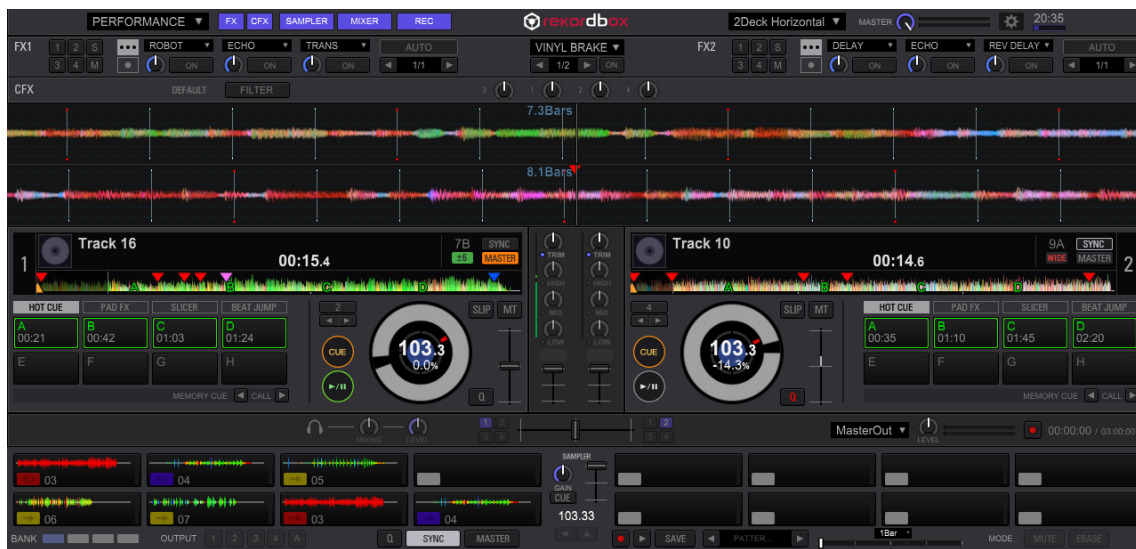 PERFORMANCE FX CFX SAMPLER MIXER REC rekordbox 2Deck Horizontal MASTER 20:35
FX1 1 2 S ROBOT ECHO TRANS AUTO VINYL BRAKE FX2 1 2 S DELAY ECHO REV DELAY AUTO
3 4 M ON ON ON 1/1 1/2 ON 3 4 M ON ON ON 1/1
CFX DEFAULT FILTER 3 1 2 4
7.3Bars
8.1Bars
1 Track 16 00:15.4 7B SYNC ±6 MASTER
TRIM TRIM
HIGH HIGH
MID MID
LOW LOW
Track 10 00:14.6 9A SYNC WIDE MASTER 2
A B C D
A B C D
HOT CUE PAD FX SLICER BEAT JUMP 2 SLIP MT
A B C D
00:21 00:42 01:03 01:24
E F G H
CUE 103.3
0.0%
MEMORY CUE CALL Q
4 SLIP MT HOT CUE PAD FX SLICER BEAT JUMP
CUE 103.3
-14.3%
A B C D
00:35 01:10 01:45 02:20
E F G H
Q MEMORY CUE CALL
MIXING LEVEL 1 2 3 4 1 2 3 4 MasterOut LEVEL 00:00:00 / 03:00:00
03 04 05
SAMPLER
GAIN
CUE
06 07 03 04 103.33
BANK OUTPUT 1 2 3 4 A Q SYNC MASTER SAVE PATTER... 1Bar MODE MUTE ERASE